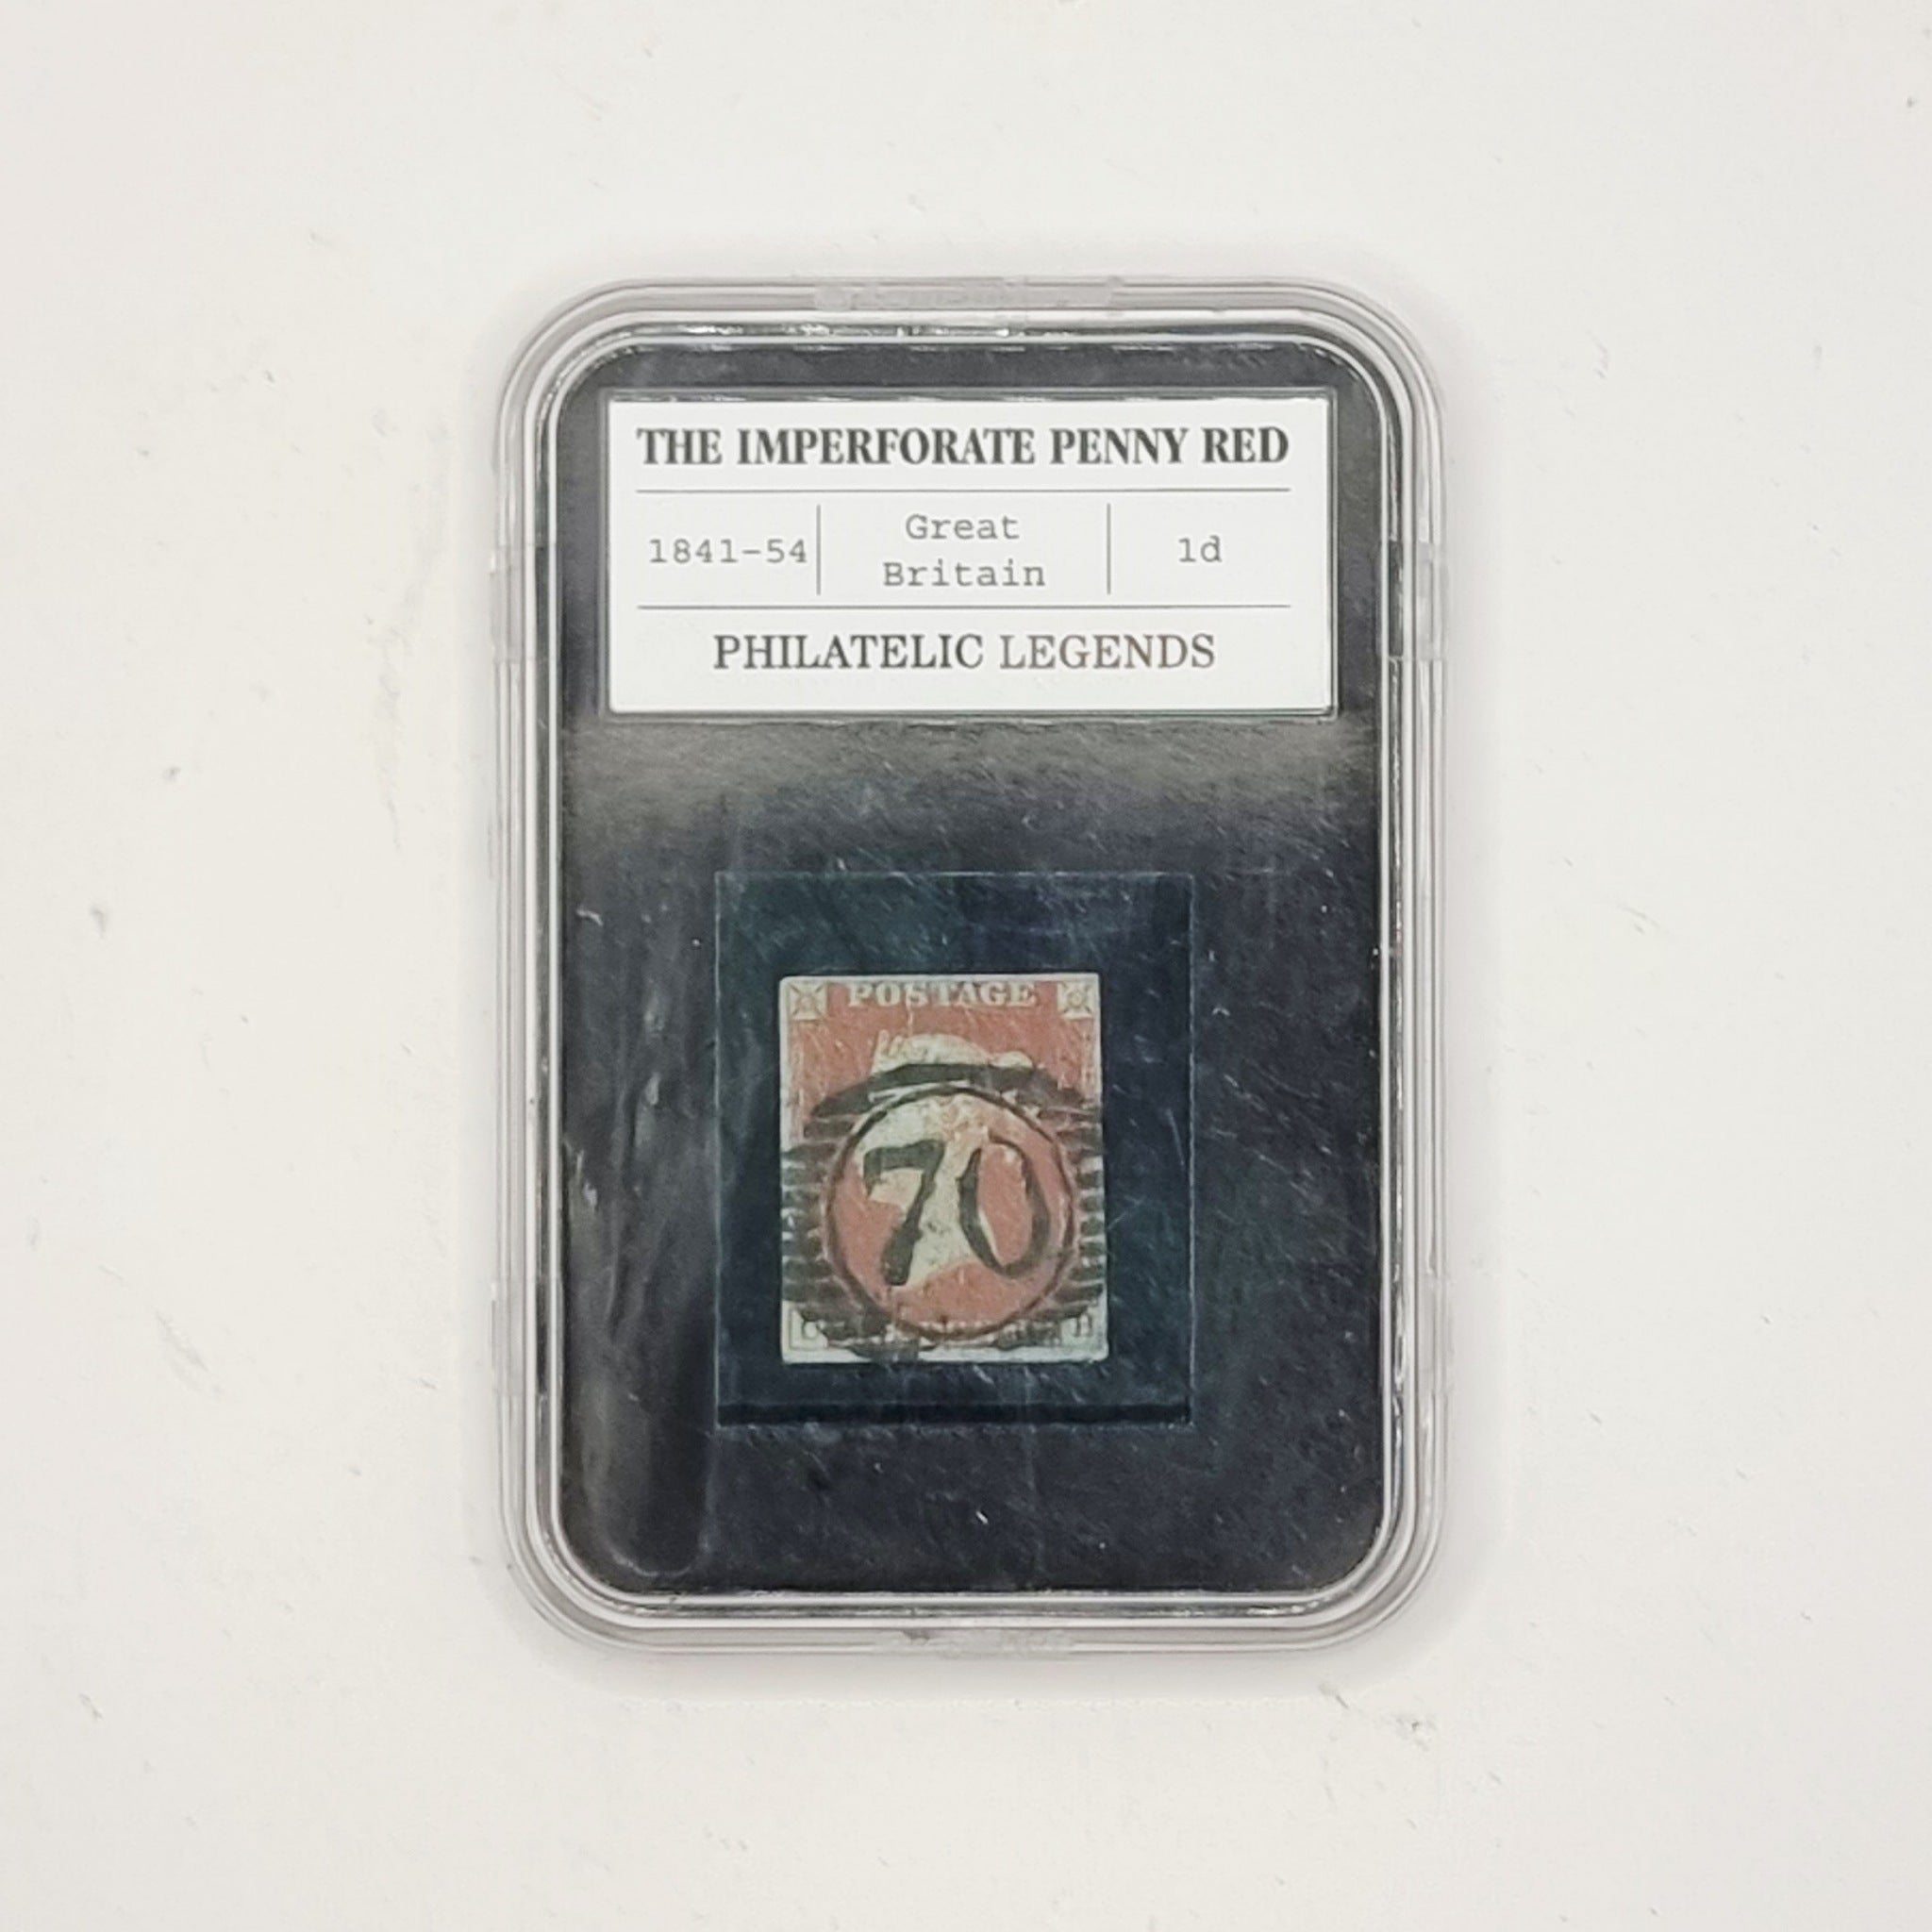 THE IMPERFORATE PENNY RED
1841-54
Great
Britain
1d
PHILATELIC LEGENDS
POSTAGE
70